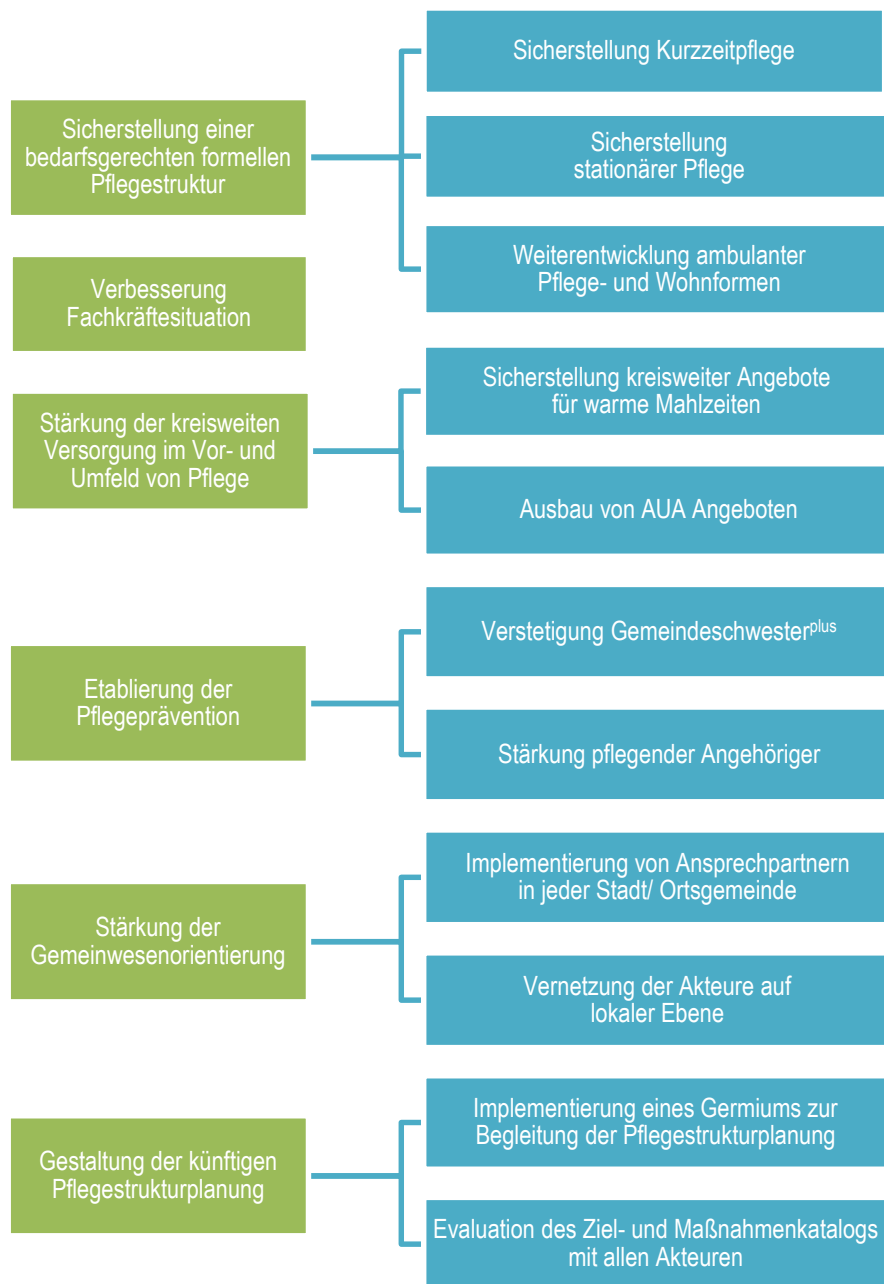 Sicherstellung einer
bedarfsgerechten formellen
Pflegestruktur
Sicherstellung Kurzzeitpflege
Sicherstellung
stationärer Pflege
Weiterentwicklung ambulanter
Pflege- und Wohnformen
Verbesserung
Fachkräftesituation
Stärkung der kreisweiten
Versorgung im Vor- und
Umfeld von Pflege
Sicherstellung kreisweiter Angebote
für warme Mahlzeiten
Ausbau von AUA Angeboten
Etablierung der
Pflegeprävention
Verstetigung Gemeindeschwesterplus
Stärkung pflegender Angehöriger
Stärkung der
Gemeinwesenorientierung
Implementierung von Ansprechpartnern
in jeder Stadt/ Ortsgemeinde
Vernetzung der Akteure auf
lokaler Ebene
Gestaltung der künftigen
Pflegestrukturplanung
Implementierung eines Germiums zur
Begleitung der Pflegestrukturplanung
Evaluation des Ziel- und Maßnahmenkatalogs
mit allen Akteuren